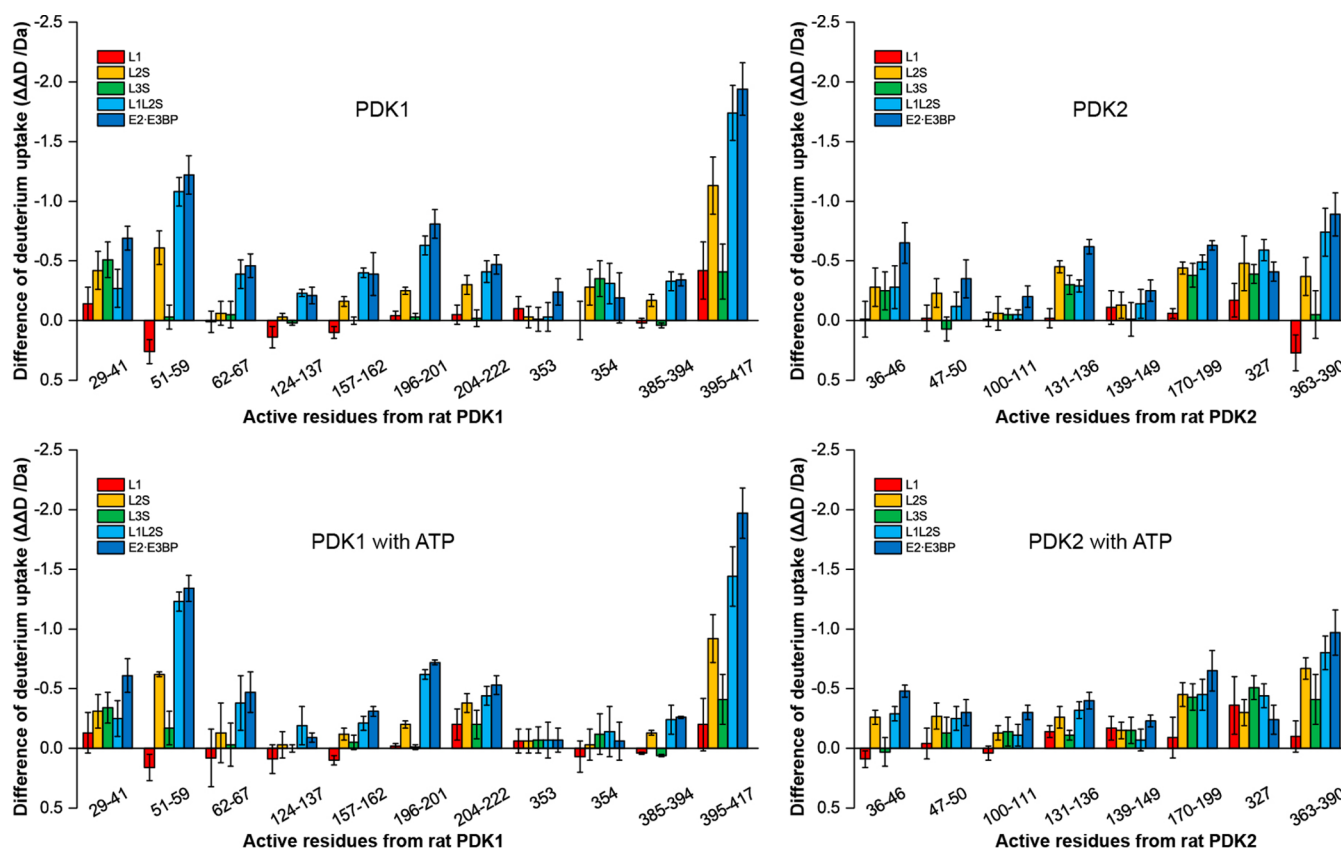 Difference of deuterium uptake (ΔΔD /Da)
-2.5
-2.0
-1.5
-1.0
-0.5
0.0
0.5
L1
L2S
L3S
L1L2S
E2·E3BP
PDK1
29-41
51-59
62-67
124-137
157-162
196-201
204-222
353
354
385-394
395-417
Active residues from rat PDK1
Difference of deuterium uptake (ΔΔD /Da)
-2.5
-2.0
-1.5
-1.0
-0.5
0.0
0.5
L1
L2S
L3S
L1L2S
E2·E3BP
PDK2
36-46
47-50
100-111
131-136
139-149
170-199
327
363-390
Active residues from rat PDK2
Difference of deuterium uptake (ΔΔD /Da)
-2.5
-2.0
-1.5
-1.0
-0.5
0.0
0.5
L1
L2S
L3S
L1L2S
E2·E3BP
PDK1 with ATP
29-41
51-59
62-67
124-137
157-162
196-201
204-222
353
354
385-394
395-417
Active residues from rat PDK1
Difference of deuterium uptake (ΔΔD /Da)
-2.5
-2.0
-1.5
-1.0
-0.5
0.0
0.5
L1
L2S
L3S
L1L2S
E2·E3BP
PDK2 with ATP
36-46
47-50
100-111
131-136
139-149
170-199
327
363-390
Active residues from rat PDK2